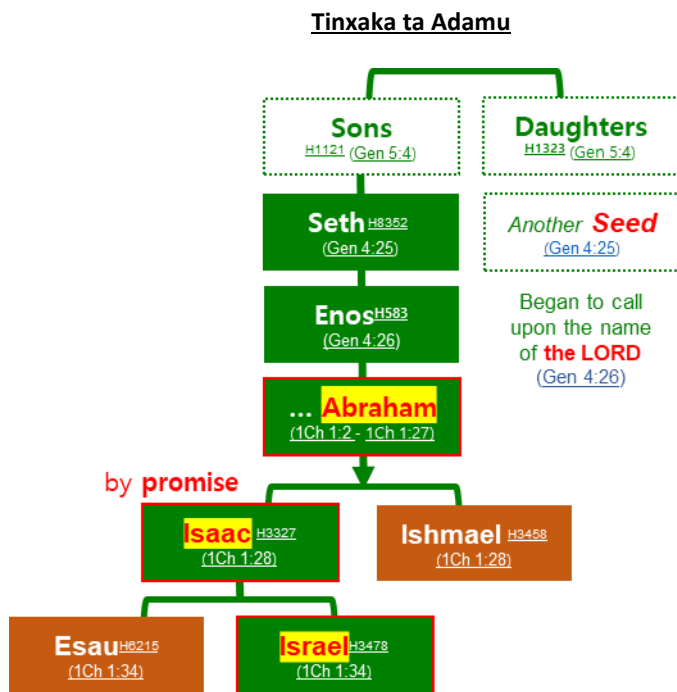 Tinxaka ta Adamu
Sons
H1121 (Gen 5:4)
Daughters
H1323 (Gen 5:4)
Seth H8352
(Gen 4:25)
Another Seed
(Gen 4:25)
Enos H583
(Gen 4:26)
Began to call
upon the name
of the LORD
(Gen 4:26)
... Abraham
(1Ch 1:2 - 1Ch 1:27)
by promise
Isaac H3327
(1Ch 1:28)
Ishmael H3458
(1Ch 1:28)
Esau H6215
(1Ch 1:34)
Israel H3478
(1Ch 1:34)